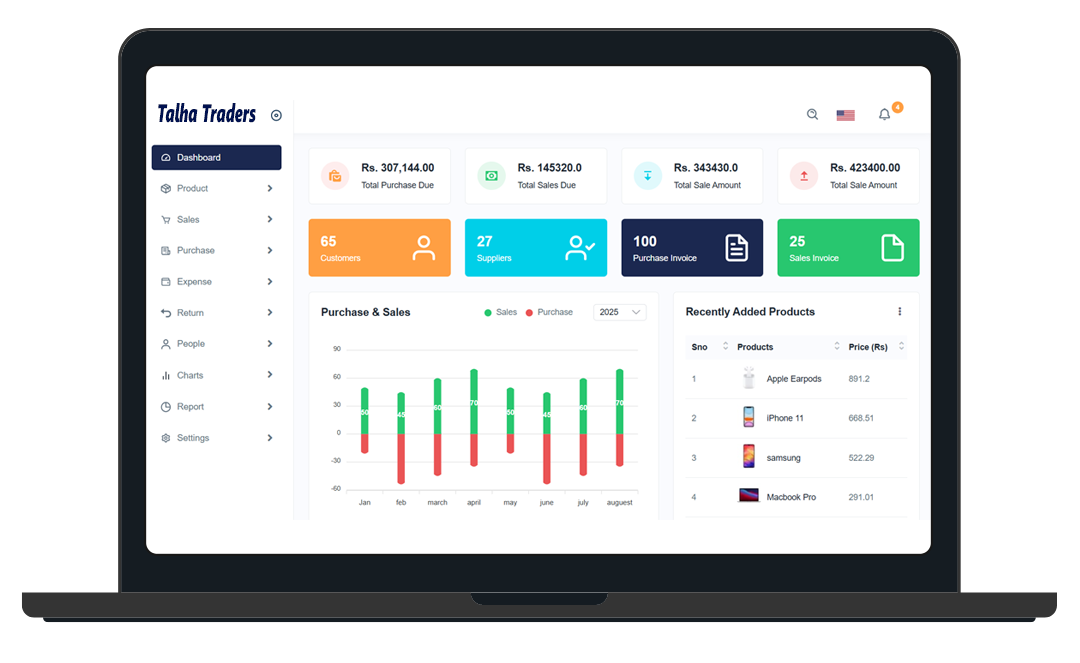 Talha Traders
4
Dashboard
Product
Sales
Purchase
Expense
Return
People
Charts
Report
Settings
Rs. 307,144.00
Total Purchase Due
Rs. 145320.0
Total Sales Due
Rs. 343430.0
Total Sale Amount
Rs. 423400.00
Total Sale Amount
65
Customers
27
Suppliers
100
Purchase Invoice
25
Sales Invoice
Purchase & Sales
Sales
Purchase
2025
90
60
30
0
-30
-60
50
45
60
70
50
45
60
70
Jan
feb
march
april
may
june
july
auguest
Recently Added Products
Sno Products Price (Rs)
1 Apple Earpods 891.2
2 iPhone 11 668.51
3 samsung 522.29
4 Macbook Pro 291.01